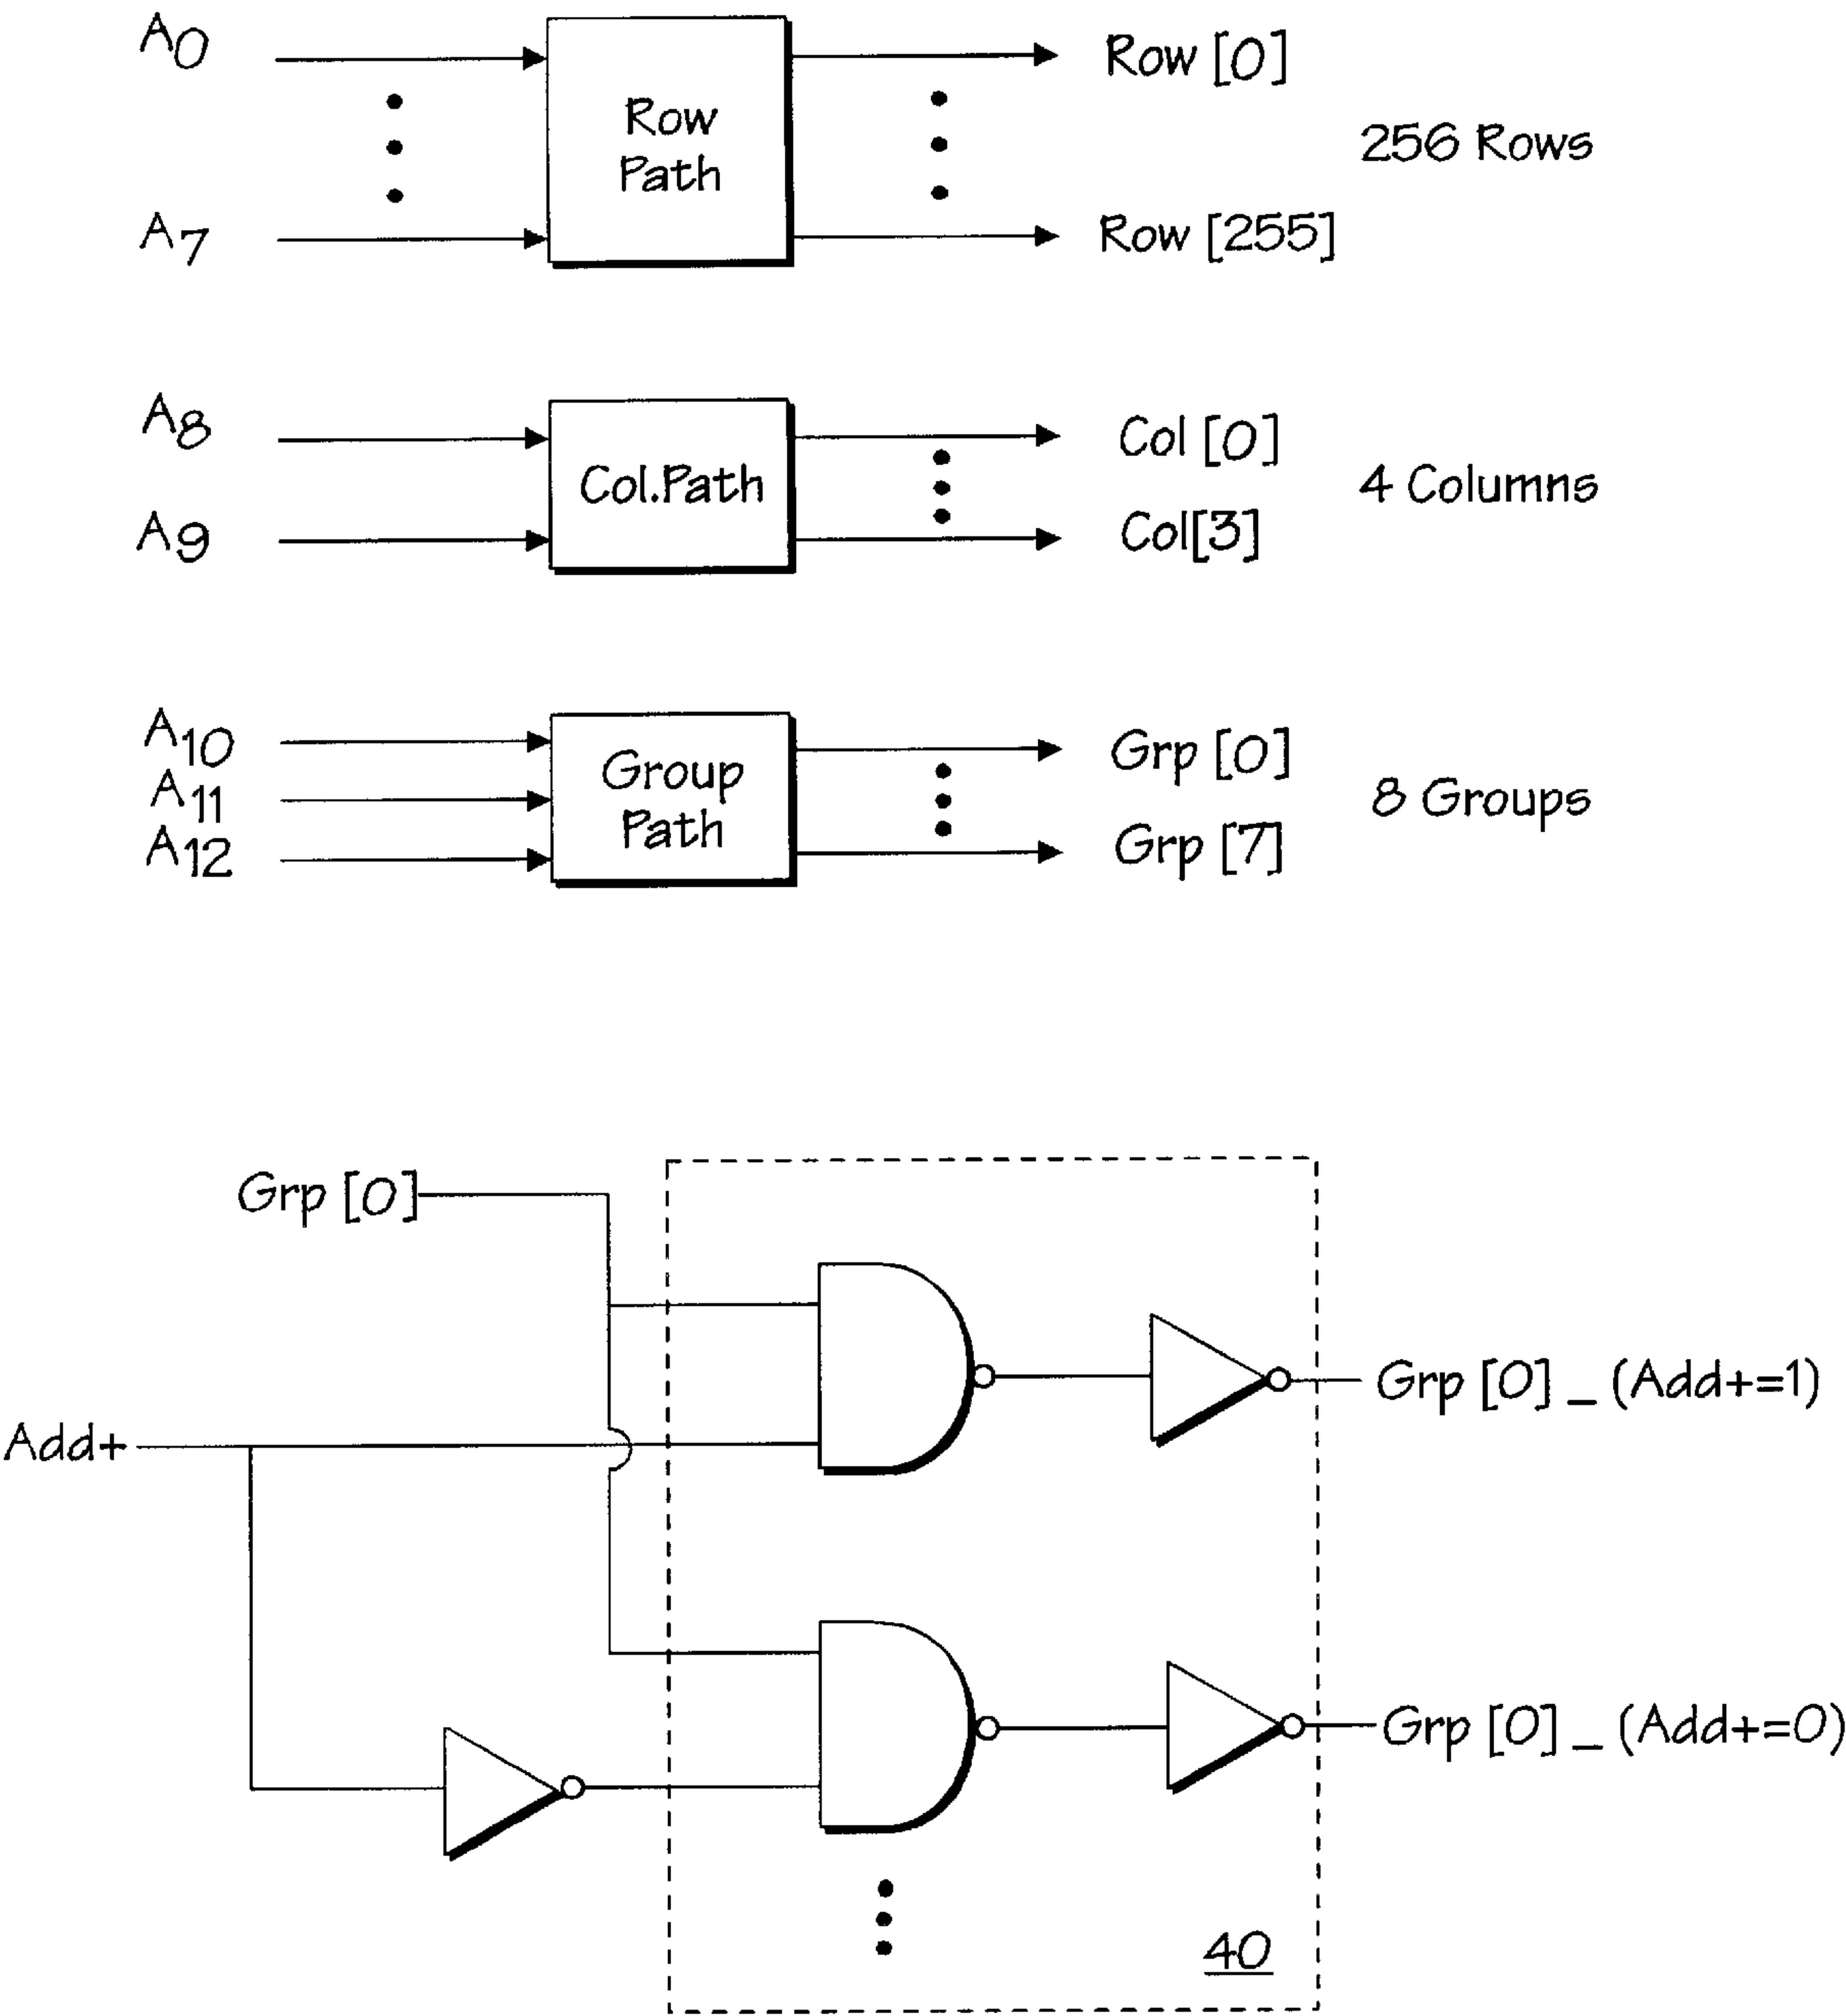 A0
Row Path
Row [0]
256 Rows
A7
Row [255]
A8
Col.Path
Col [0]
4 Columns
A9
Col[3]
A10
Group Path
Grp [0]
A11
8 Groups
A12
Grp [7]
Grp [0]
Grp [0] _ (Add+=1)
Add+
Grp [0] _ (Add+=0)
40